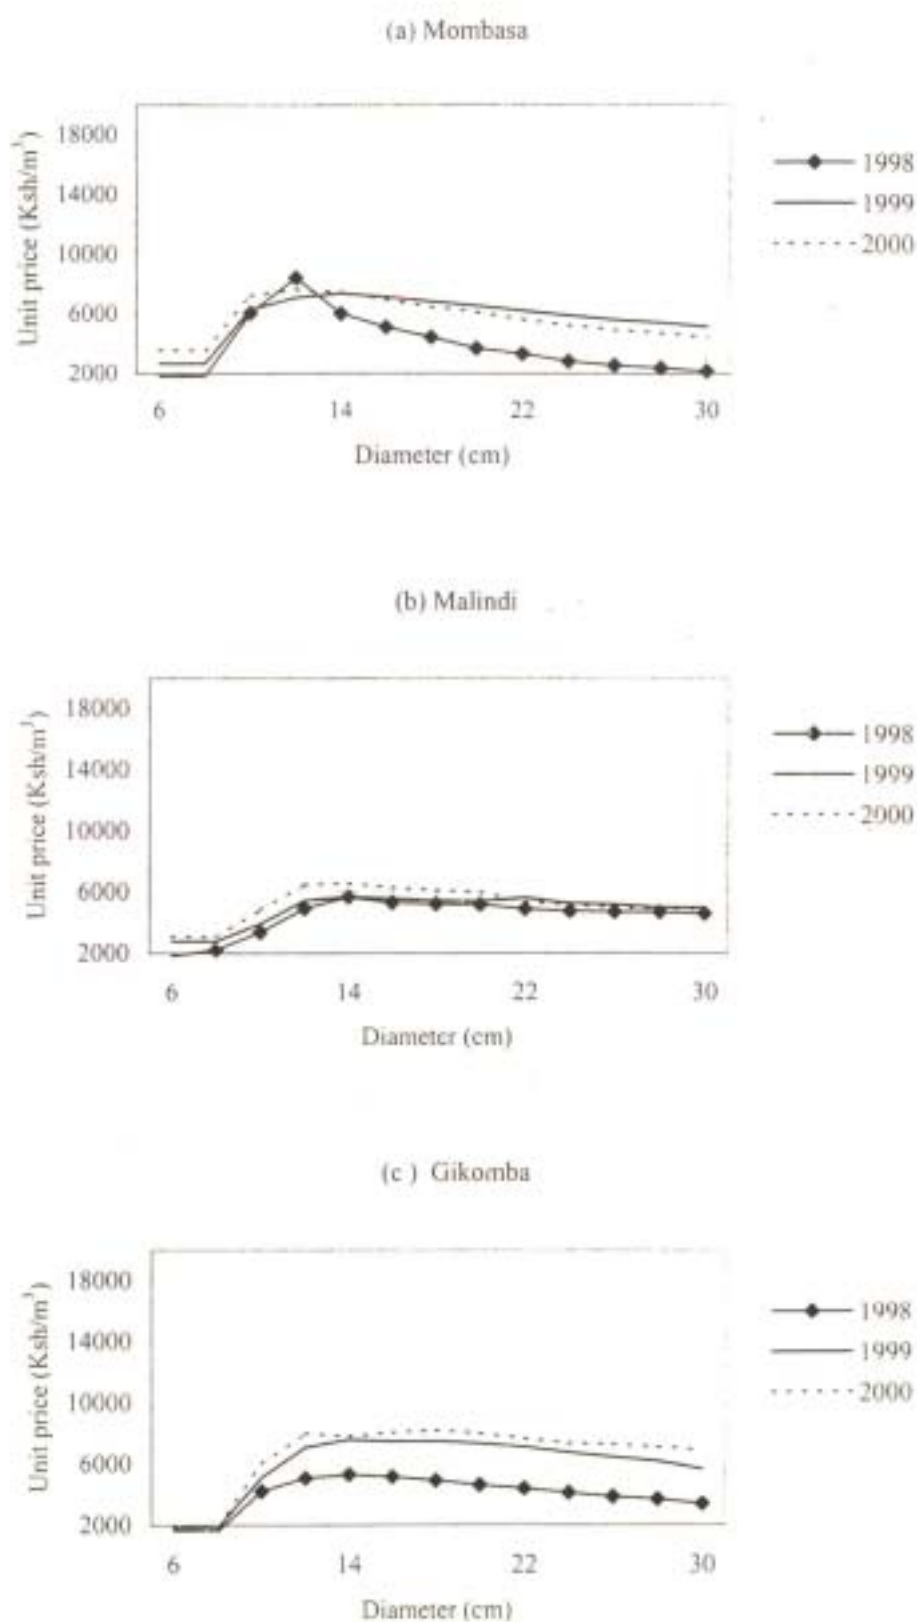 (a) Mombasa
Unit price (Ksh/m³)
18000
14000
10000
6000
2000
6 14 22 30
Diameter (cm)
1998
1999
2000
(b) Malindi
Unit price (Ksh/m³)
18000
14000
10000
6000
2000
6 14 22 30
Diameter (cm)
1998
1999
2000
(c ) Gikomba
Unit price (Ksh/m³)
18000
14000
10000
6000
2000
6 14 22 30
Diameter (cm)
1998
1999
2000